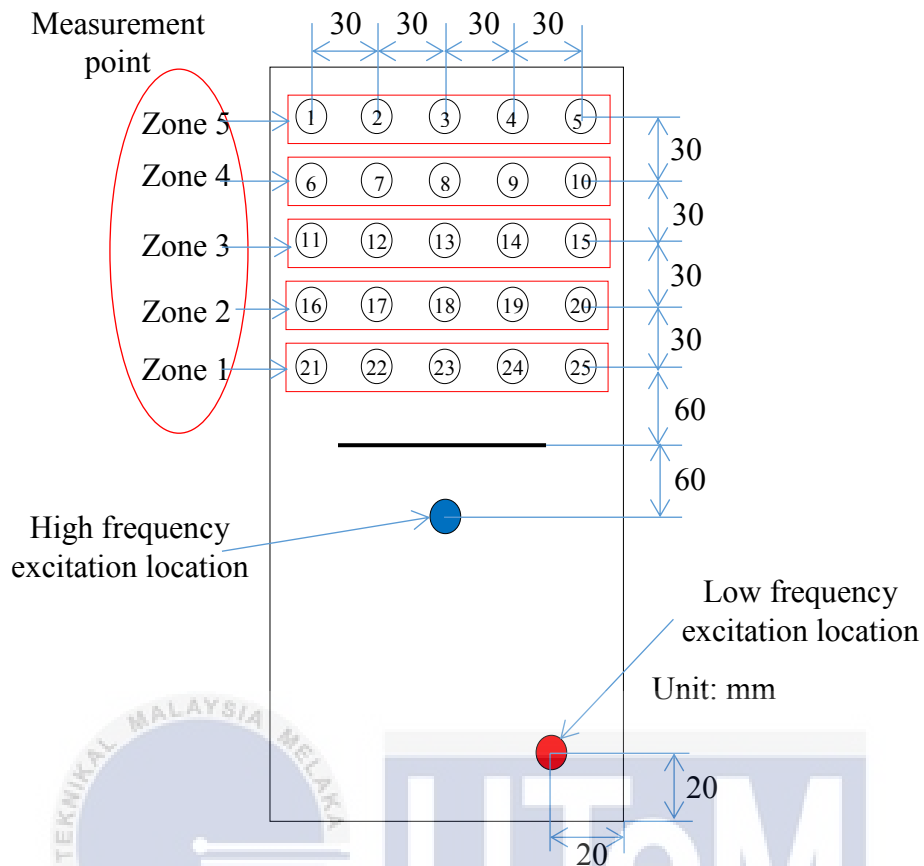 Measurement
point
30 30 30 30
Zone 5 1 2 3 4 5
30
Zone 4 6 7 8 9 10
30
Zone 3 11 12 13 14 15
30
Zone 2 16 17 18 19 20
30
Zone 1 21 22 23 24 25
60
60
High frequency
excitation location
Low frequency
excitation location
Unit: mm
20
20
TEKNIKAL MALAYSIA MELAKA
UTeM